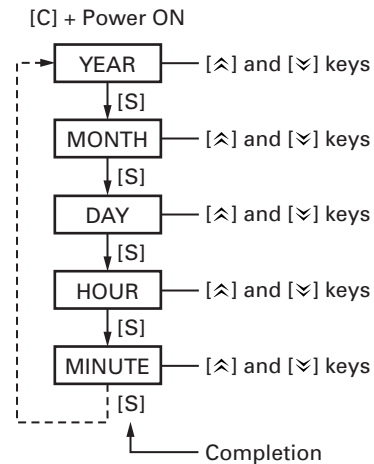 [C] + Power ON
YEAR [︽] and [︾] keys
[S]
MONTH [︽] and [︾] keys
[S]
DAY [︽] and [︾] keys
[S]
HOUR [︽] and [︾] keys
[S]
MINUTE [︽] and [︾] keys
[S]
Completion